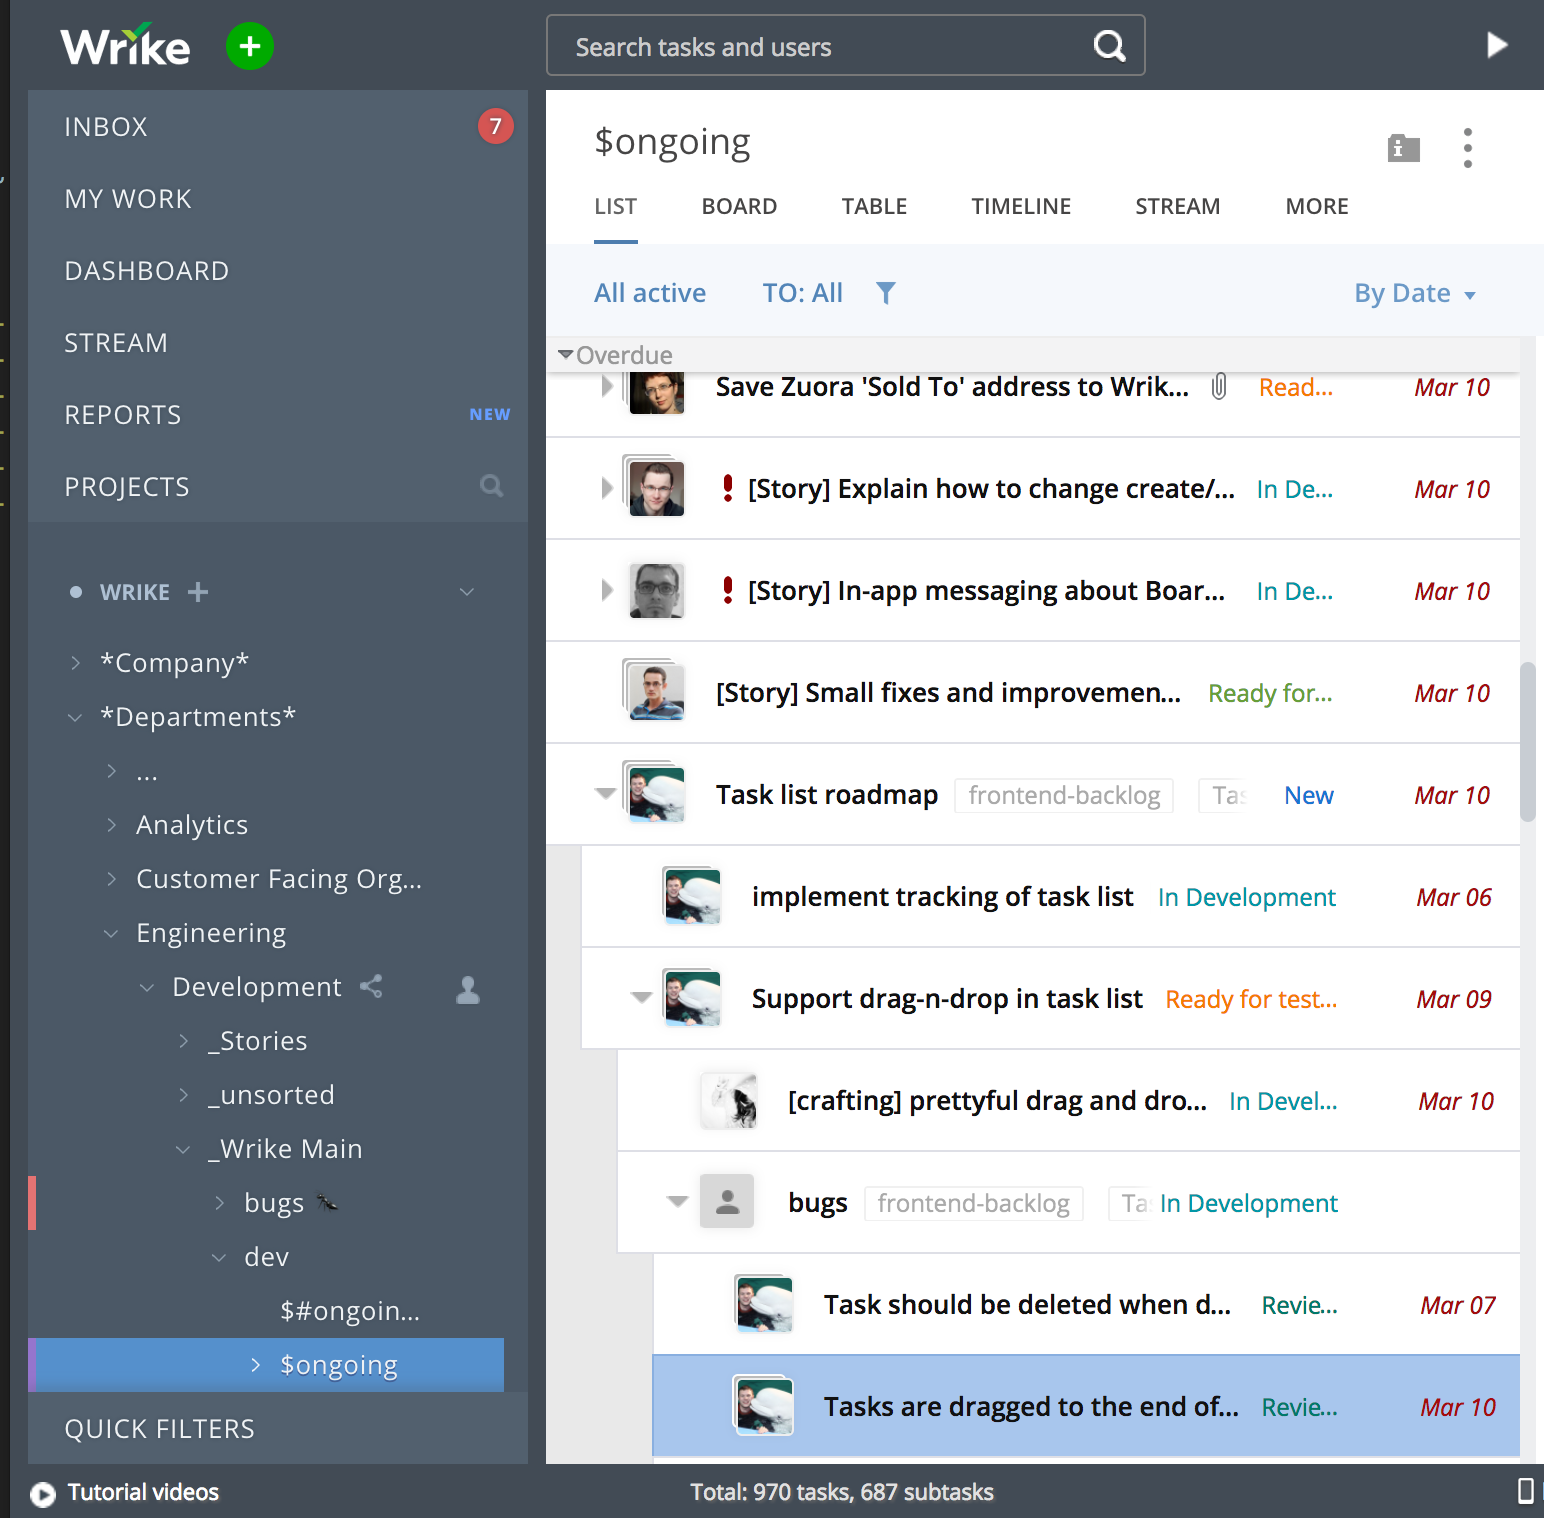 Wrike
Search tasks and users
INBOX 7
MY WORK
DASHBOARD
STREAM
REPORTS NEW
PROJECTS
WRIKE
*Company*
*Departments*
...
Analytics
Customer Facing Org...
Engineering
Development
_Stories
_unsorted
_Wrike Main
bugs
dev
$#ongoin...
$ongoing
QUICK FILTERS
$ongoing
LIST BOARD TABLE TIMELINE STREAM MORE
All active TO: All By Date
Overdue
Save Zuora 'Sold To' address to Wrik... Read... Mar 10
[Story] Explain how to change create/... In De... Mar 10
[Story] In-app messaging about Boar... In De... Mar 10
[Story] Small fixes and improvemen... Ready for... Mar 10
Task list roadmap frontend-backlog Tas New Mar 10
implement tracking of task list In Development Mar 06
Support drag-n-drop in task list Ready for test... Mar 09
[crafting] prettyful drag and dro... In Devel... Mar 10
bugs frontend-backlog Ta In Development
Task should be deleted when d... Revie... Mar 07
Tasks are dragged to the end of... Revie... Mar 10
Tutorial videos
Total: 970 tasks, 687 subtasks